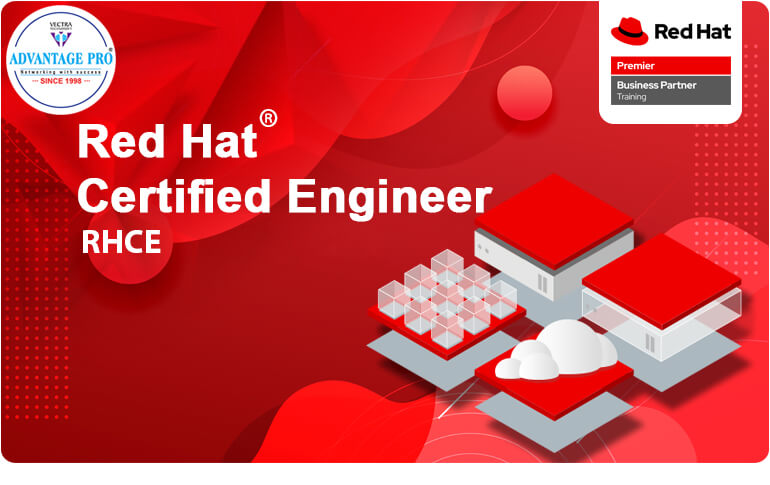 VECTRA
TECHNOSOFT
ADVANTAGE PRO®
Networking with success
SINCE 1998
Red Hat
Premier
Business Partner
Training
Red Hat®
Certified Engineer
RHCE